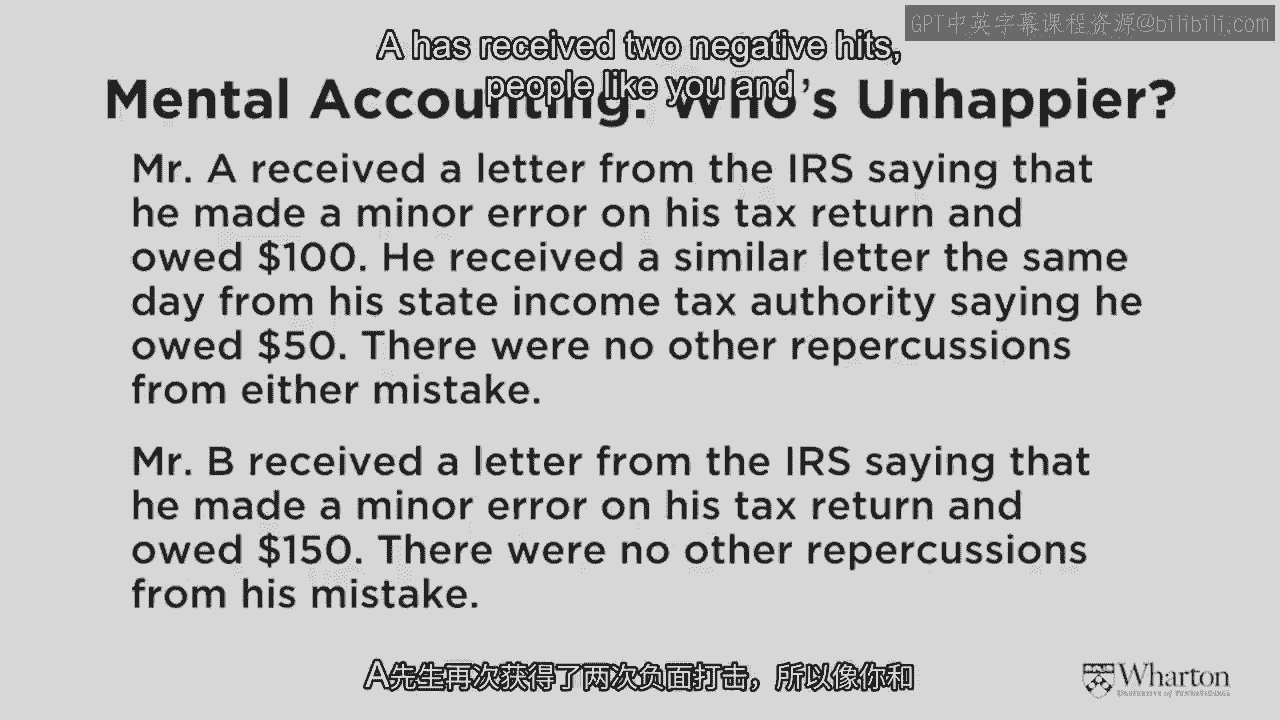 GPT中英字幕课程资源@bilibili.com
A has received two negative hits,
people like you and
Mental Accounting: Who's Unhappier?
Mr. A received a letter from the IRS saying that
he made a minor error on his tax return and
owed $100. He received a similar letter the same
day from his state income tax authority saying he
owed $50. There were no other repercussions
from either mistake.
Mr. B received a letter from the IRS saying that
he made a minor error on his tax return and
owed $150. There were no other repercussions
from his mistake.
A先生再次获得了两次负面打击，所以像你和
Wharton
University of Pennsylvania